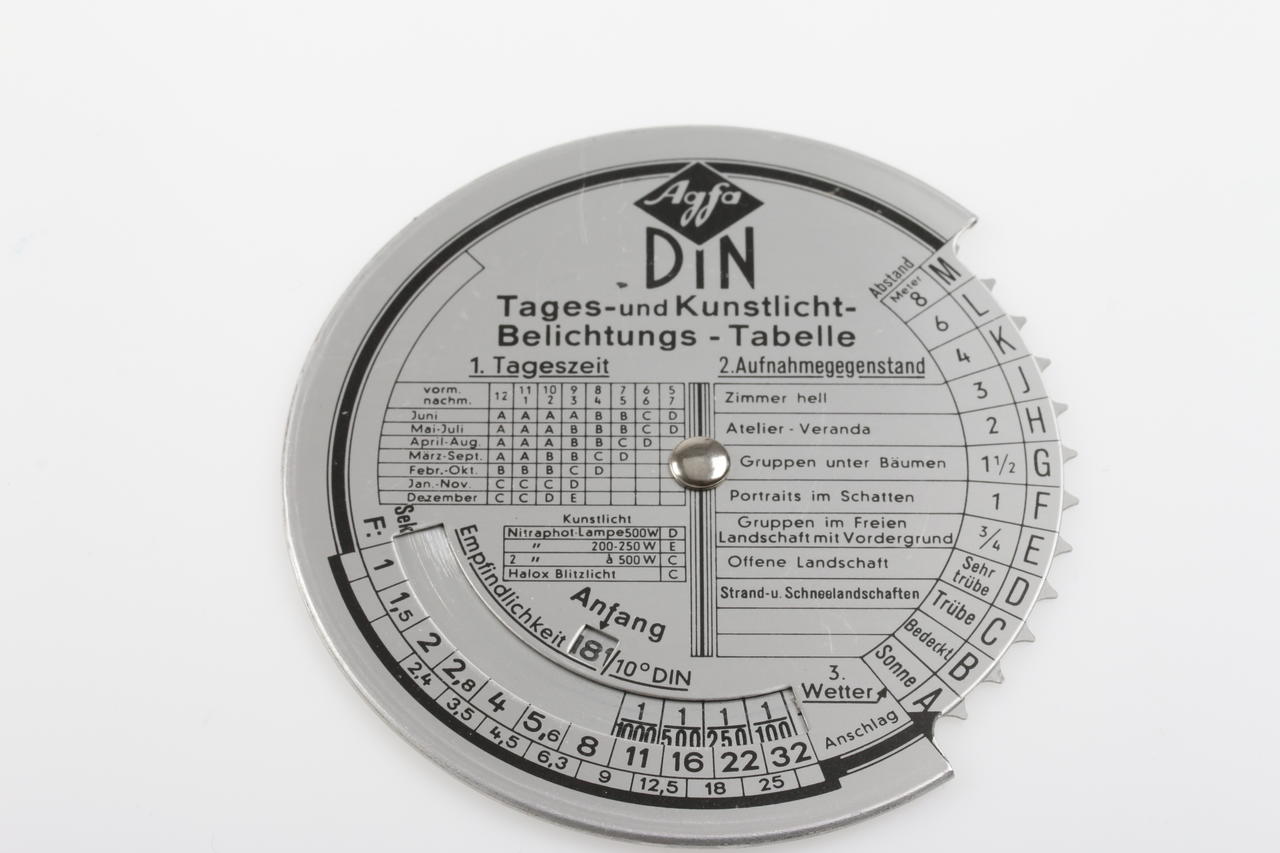 Agfa
DIN
Tages-und Kunstlicht-
Belichtungs - Tabelle
1. Tageszeit
vorm. 12 11 10 9 8 7 6 5
nachm. 1 2 3 4 5 6 7
Juni A A A A B B C D
Mai-Juli A A A B B B C D
April-Aug. A A A B B C D
März-Sept. A A B B C D
Febr.-Okt. B B B C D
Jan.-Nov. C C C D
Dezember C C D E
Kunstlicht
Nitraphot-Lampe 500W D
" 200-250 W E
2 " à 500 W C
Halox Blitzlicht C
2. Aufnahmegegenstand
Zimmer hell
Atelier - Veranda
Gruppen unter Bäumen
Portraits im Schatten
Gruppen im Freien
Landschaft mit Vordergrund
Offene Landschaft
Strand-u. Schneelandschaften
3.
Wetter
Abstand
Meter
8 M
6 L
4 K
3 J
2 H
1 1/2 G
1 F
3/4 E
Sehr trübe D
Trübe C
Bedeckt B
Sonne A
Anschlag
Anfang
Empfindlichkeit 18/10° DIN
Sek
1/1000 1/500 1/250 1/100
F: 1 1,5 2 2,8 4 5,6 8 11 16 22 32
2,4 3,5 4,5 6,3 9 12,5 18 25